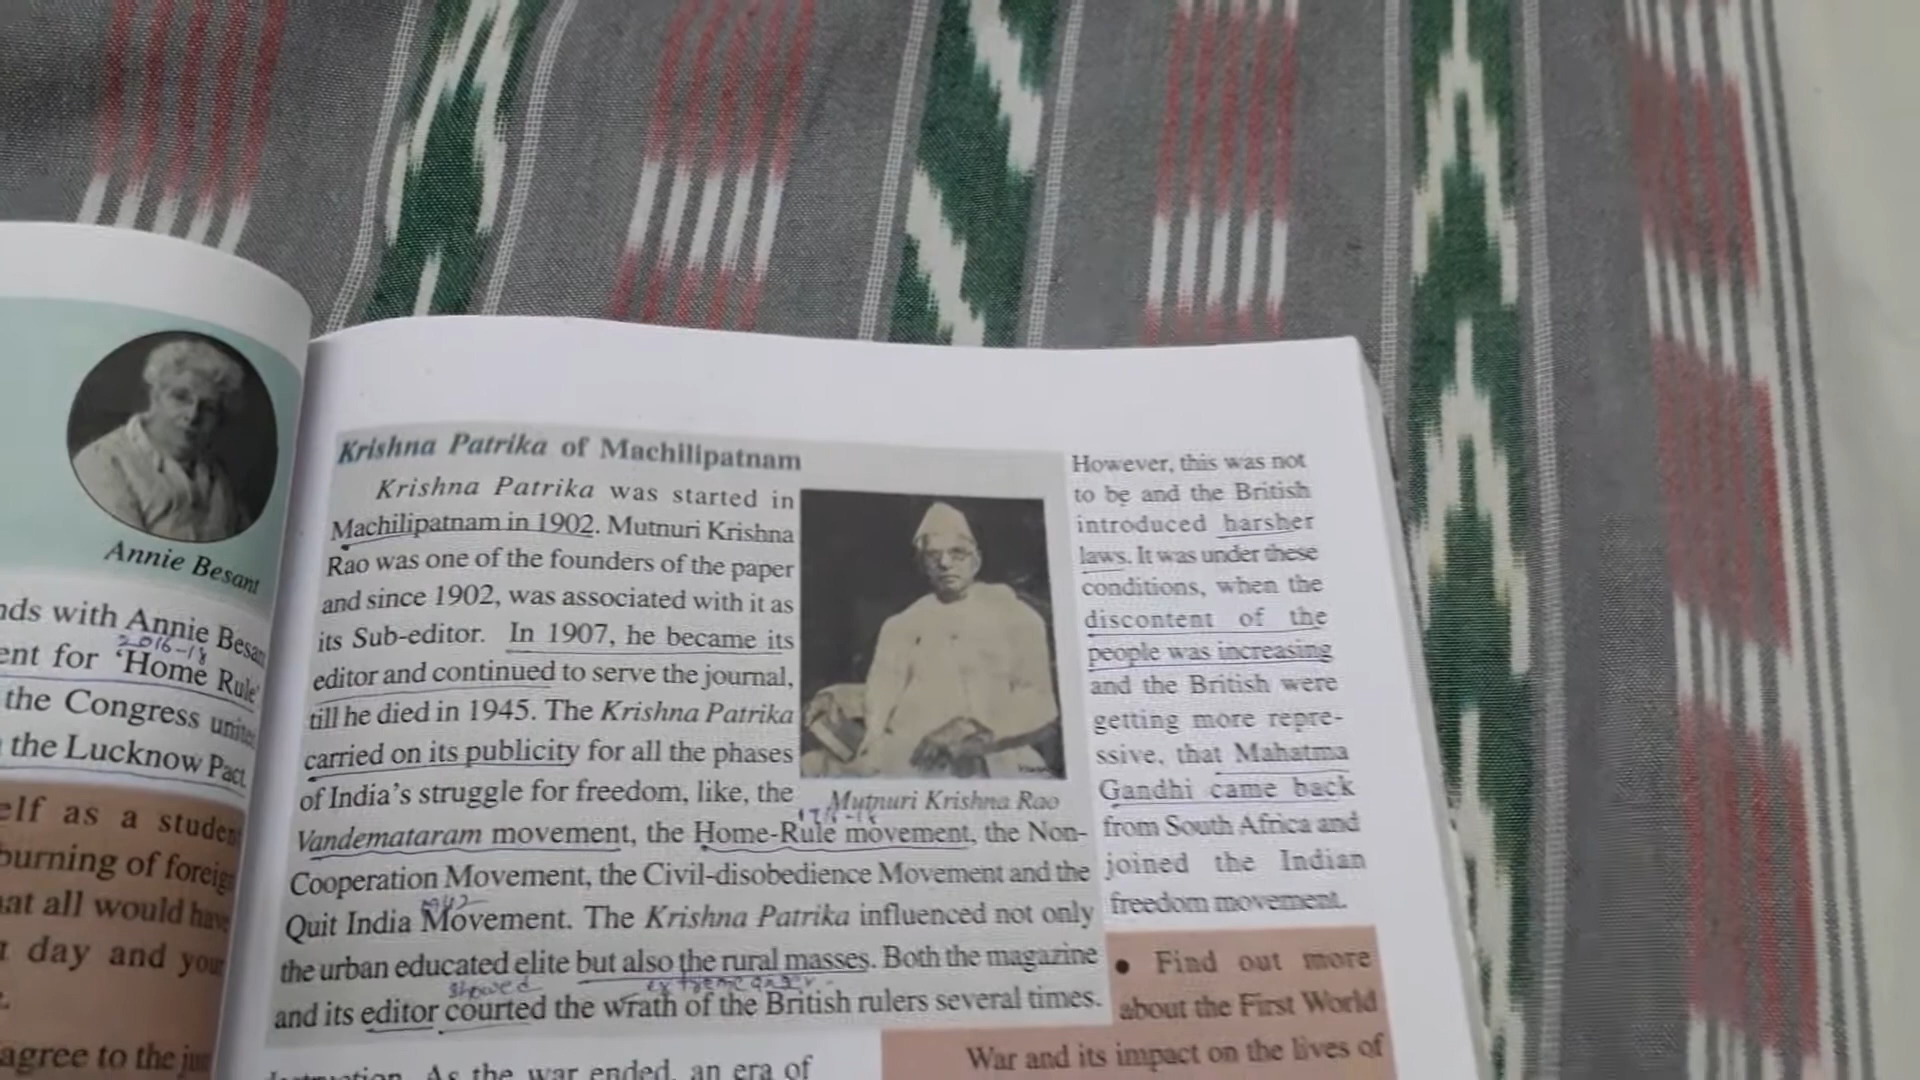 Annie Besant
nds with Annie Besan
2016-18
ent for 'Home Rule'
the Congress unite
the Lucknow Pact
elf as a student
burning of foreig
at all would have
day and your
agree to the
Krishna Patrika of Machilipatnam
Krishna Patrika was started in
Machilipatnam in 1902. Mutnuri Krishna
Rao was one of the founders of the paper
and since 1902, was associated with it as
its Sub-editor. In 1907, he became its
editor and continued to serve the journal,
till he died in 1945. The Krishna Patrika
carried on its publicity for all the phases
of India's struggle for freedom, like, the
Mutnuri Krishna Rao
Vandemataram movement, the Home-Rule movement, the Non-
Cooperation Movement, the Civil-disobedience Movement and the
Quit India Movement. The Krishna Patrika influenced not only
the urban educated elite but also the rural masses. Both the magazine
showed extreme anger
and its editor courted the wrath of the British rulers several times.
As the war ended, an era of
However, this was not
to be and the British
introduced harsher
laws. It was under these
conditions, when the
discontent of the
people was increasing
and the British were
getting more repre-
ssive, that Mahatma
Gandhi came back
from South Africa and
joined the Indian
freedom movement.
• Find out more
about the First World
War and its impact on the lives of